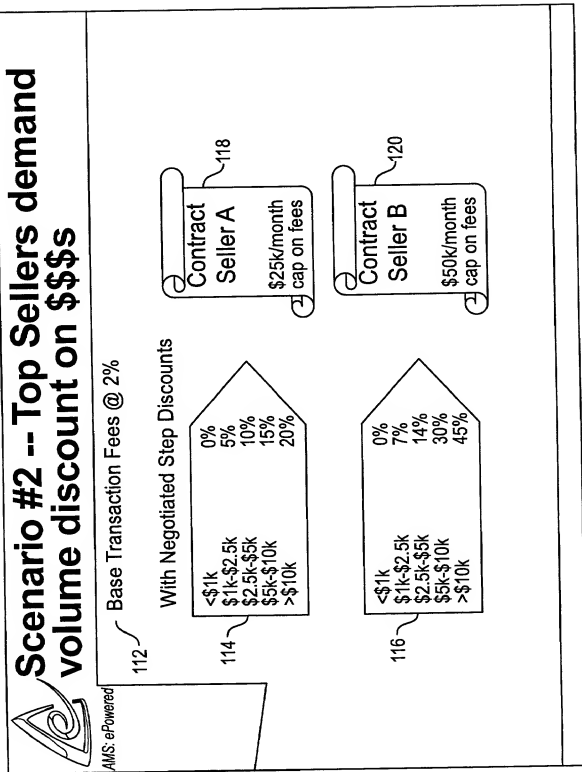 Scenario #2 -- Top Sellers demand
volume discount on $$$s
AMS: ePowered
112
Base Transaction Fees @ 2%
With Negotiated Step Discounts
114
<$1k 0%
$1k-$2.5k 5%
$2.5k-$5k 10%
$5k-$10k 15%
>$10k 20%
Contract
Seller A
$25k/month
cap on fees
118
116
<$1k 0%
$1k-$2.5k 7%
$2.5k-$5k 14%
$5k-$10k 30%
>$10k 45%
Contract
Seller B
$50k/month
cap on fees
120